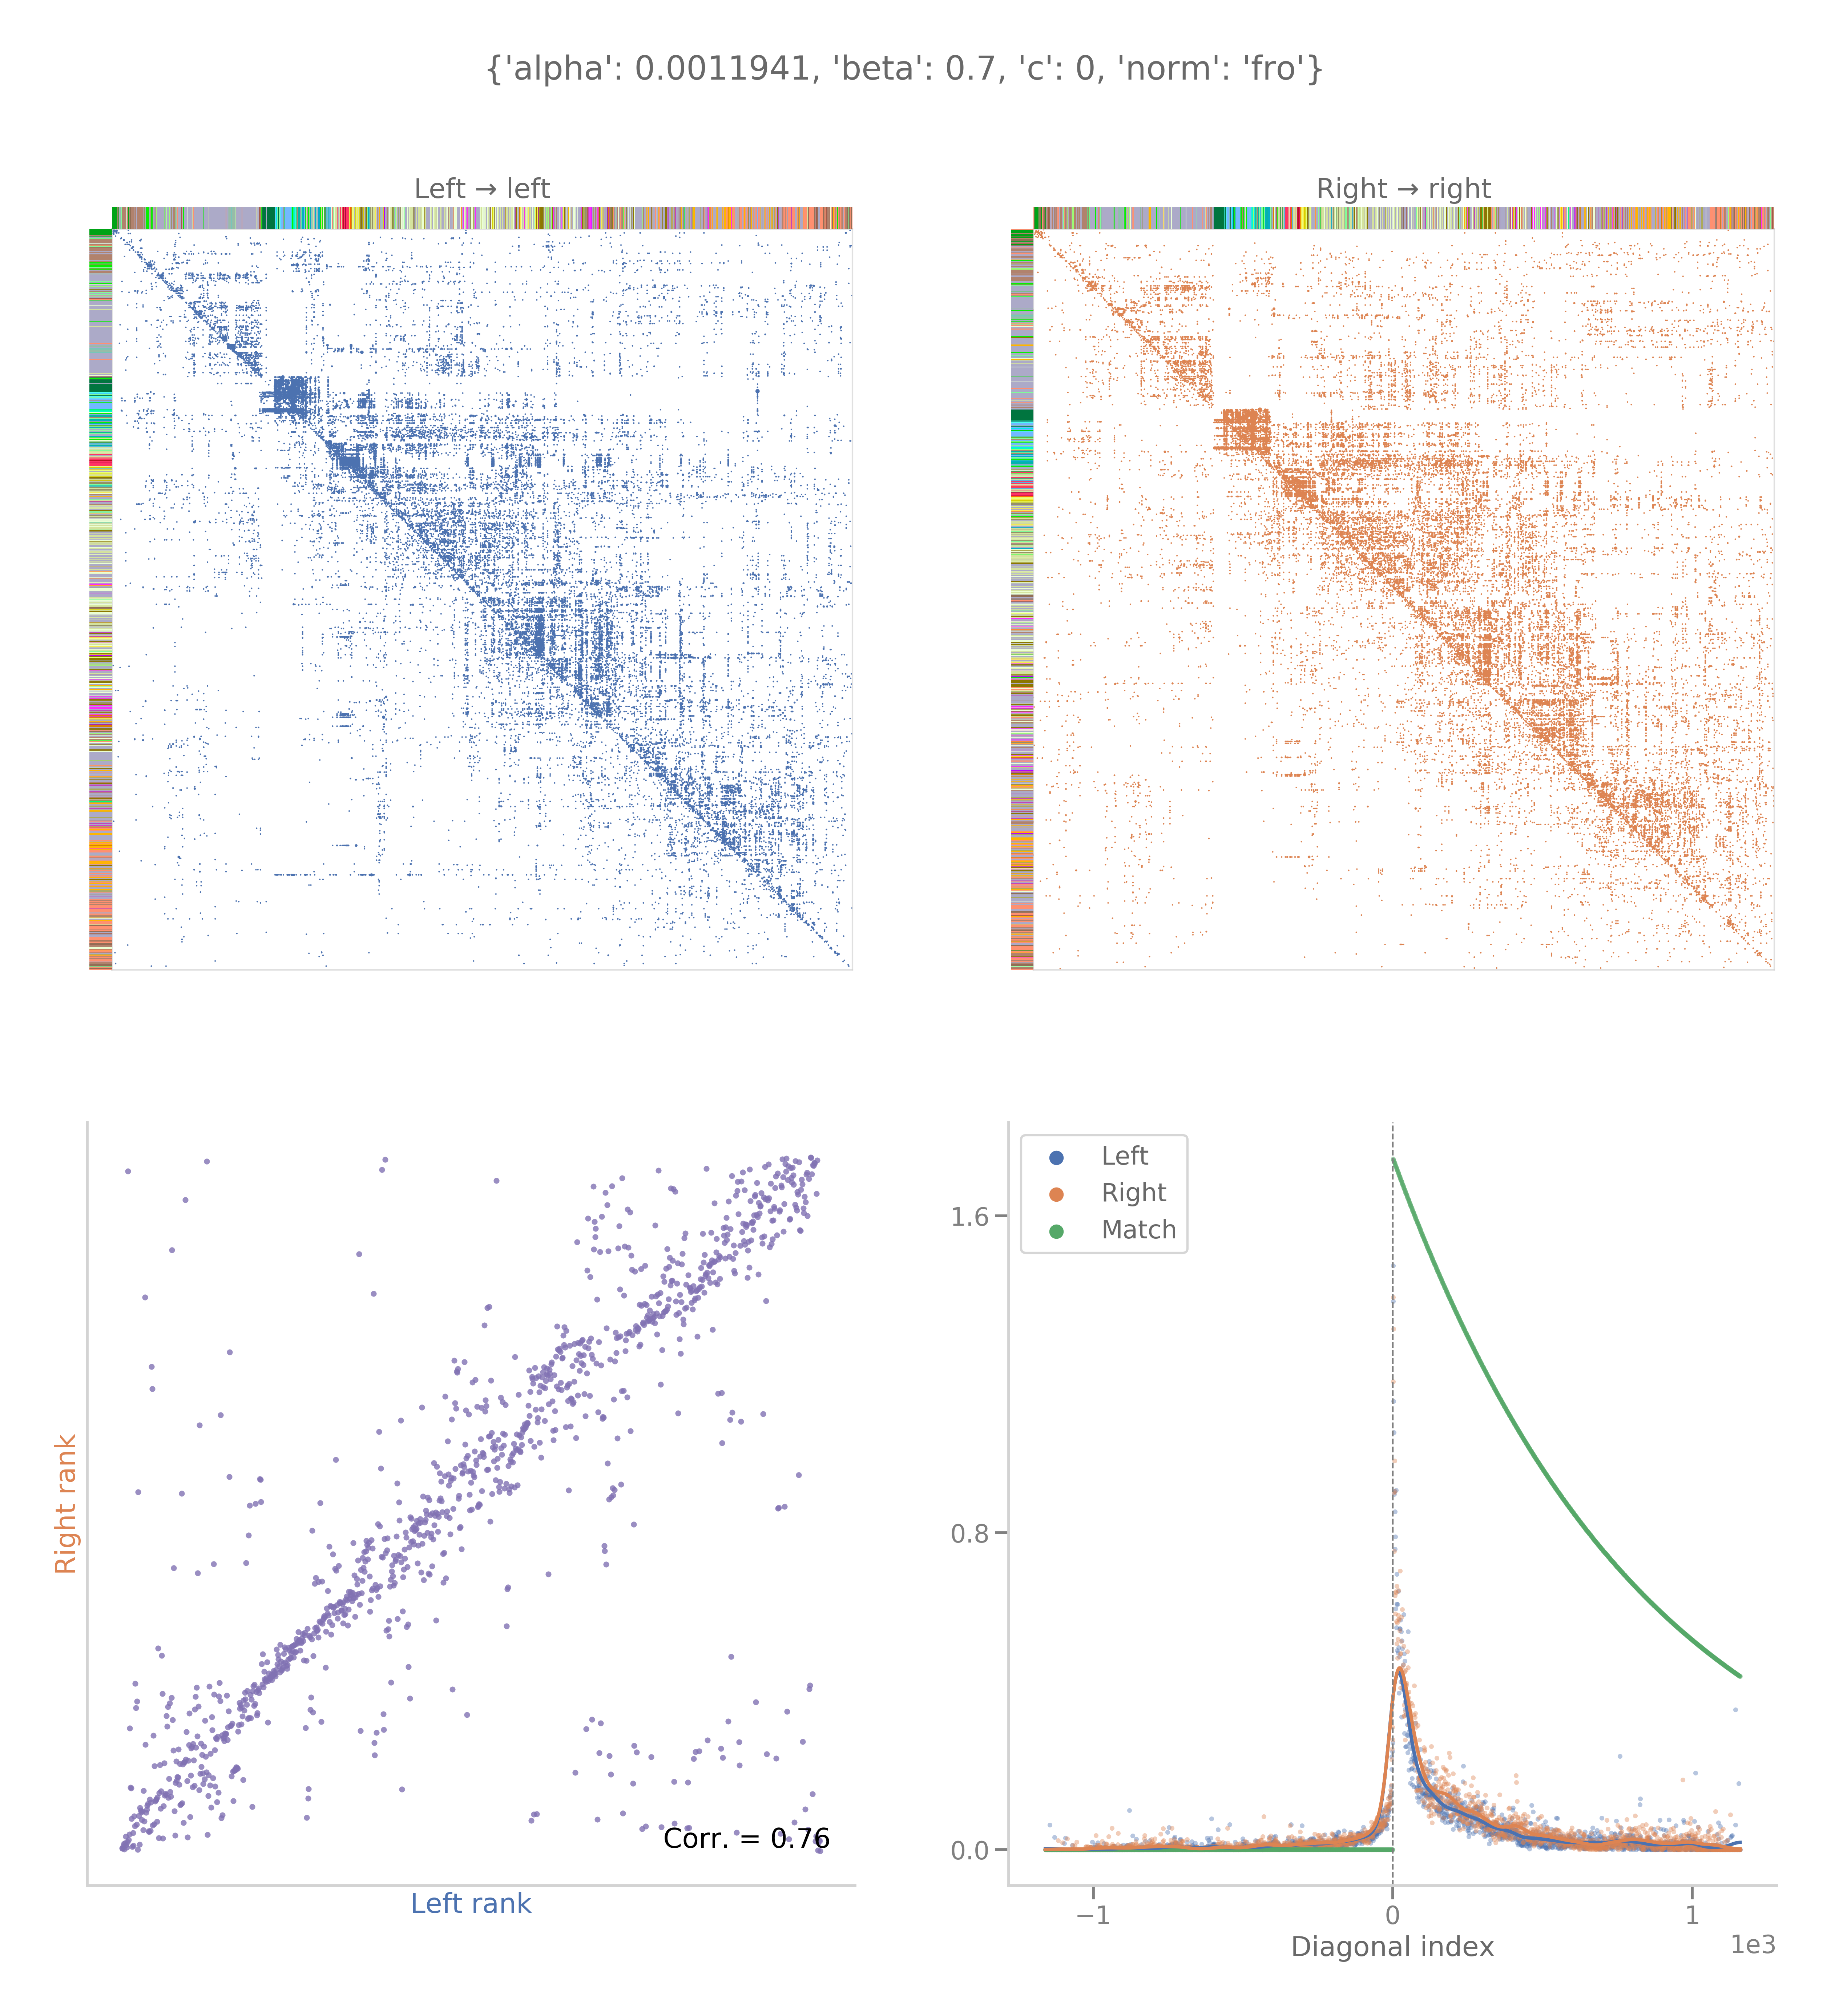 {'alpha': 0.0011941, 'beta': 0.7, 'c': 0, 'norm': 'fro'}
Left → left
Right → right
Right rank
Corr. = 0.76
Left rank
Left
Right
Match
1.6
0.8
0.0
−1
0
1
Diagonal index
1e3